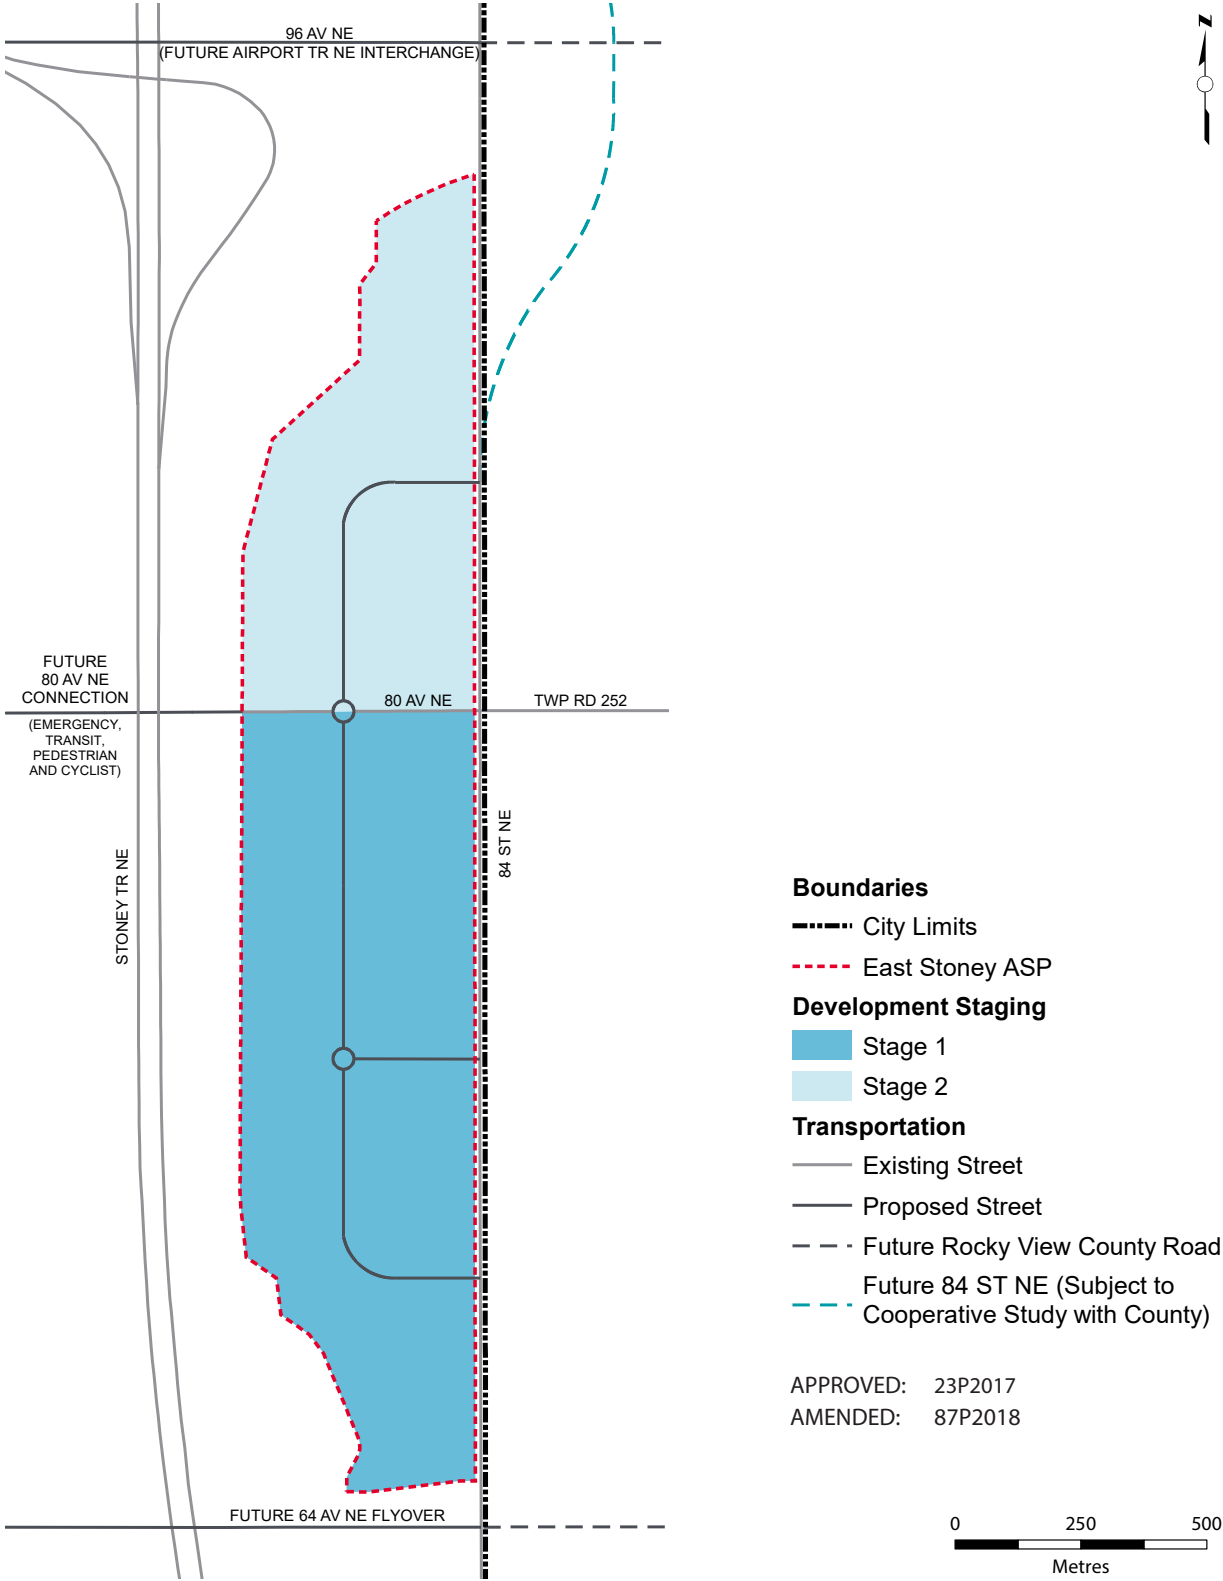 96 AV NE
(FUTURE AIRPORT TR NE INTERCHANGE)
N
FUTURE
80 AV NE
CONNECTION
(EMERGENCY,
TRANSIT,
PEDESTRIAN
AND CYCLIST)
80 AV NE
TWP RD 252
STONEY TR NE
84 ST NE
FUTURE 64 AV NE FLYOVER
Boundaries
City Limits
East Stoney ASP
Development Staging
Stage 1
Stage 2
Transportation
Existing Street
Proposed Street
Future Rocky View County Road
Future 84 ST NE (Subject to
Cooperative Study with County)
APPROVED: 23P2017
AMENDED: 87P2018
0 250 500
Metres